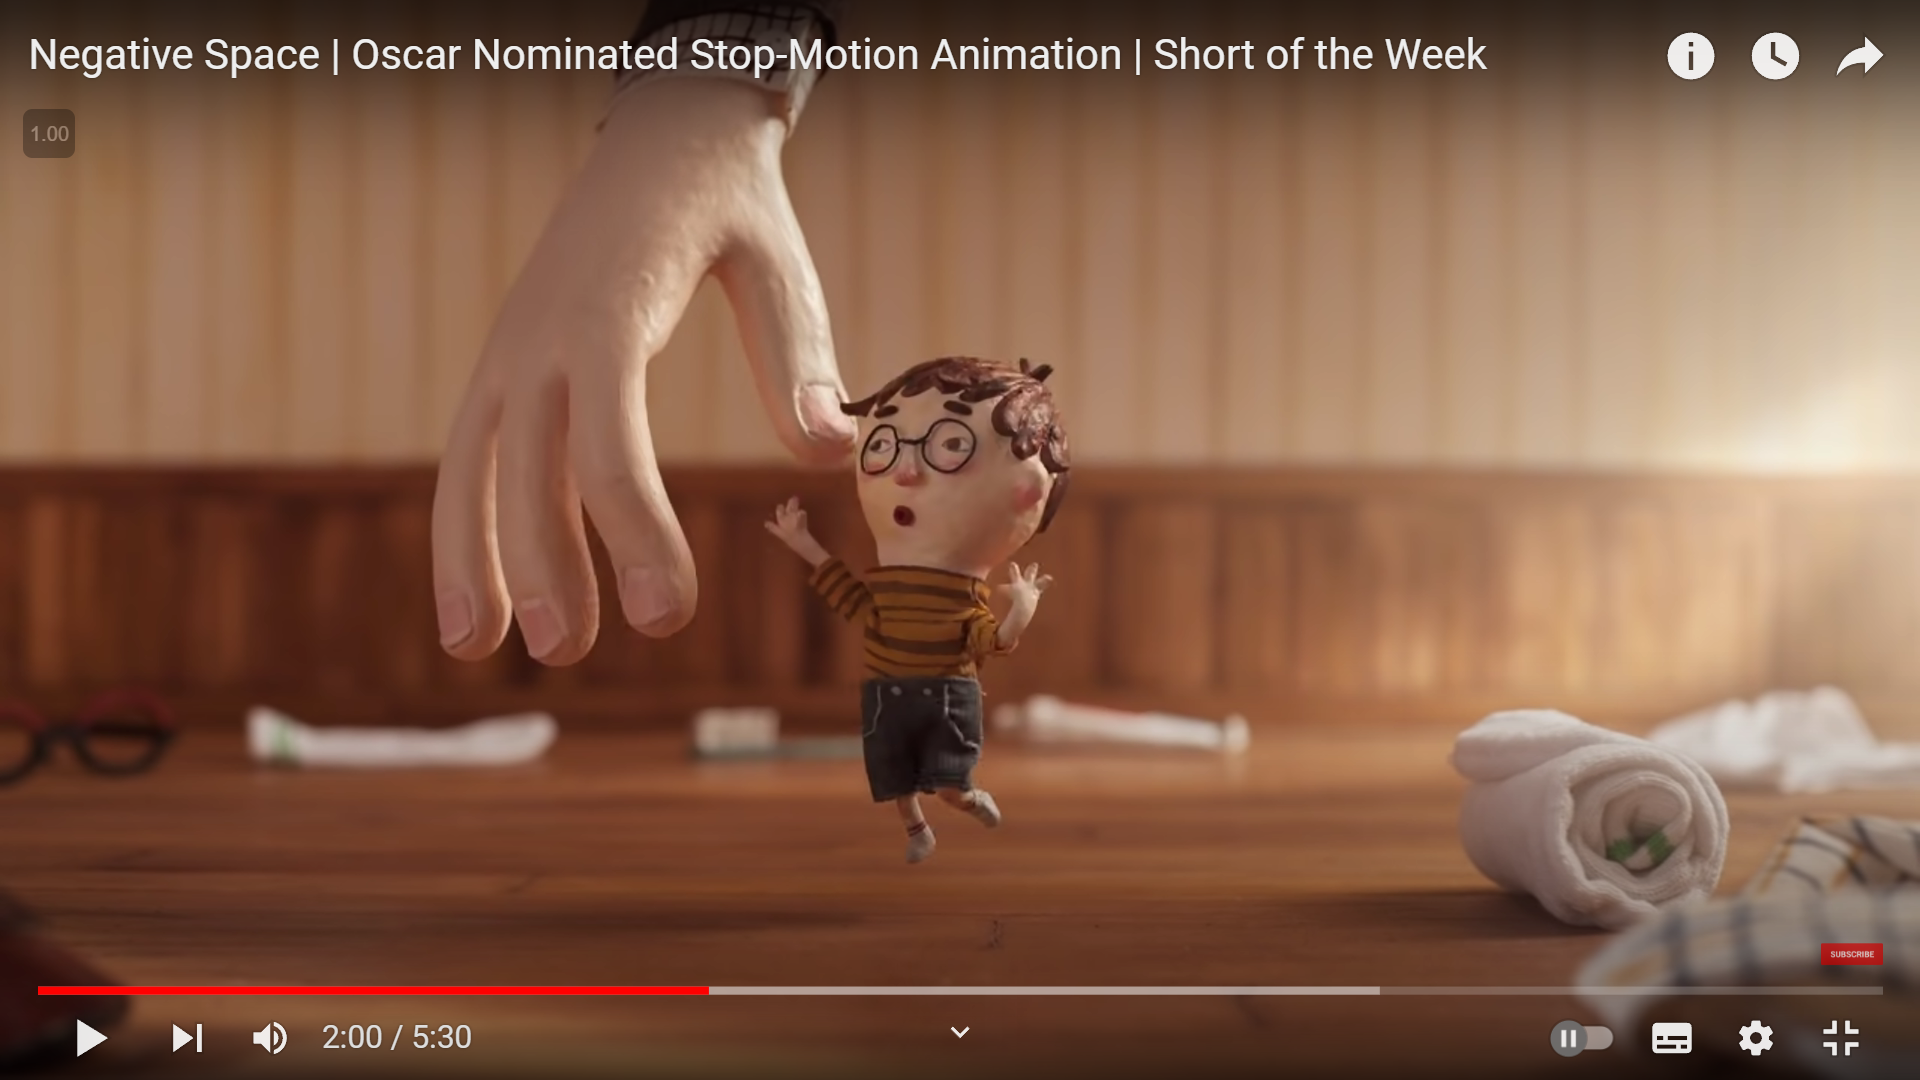 Negative Space | Oscar Nominated Stop-Motion Animation | Short of the Week
1.00
SUBSCRIBE
2:00 / 5:30